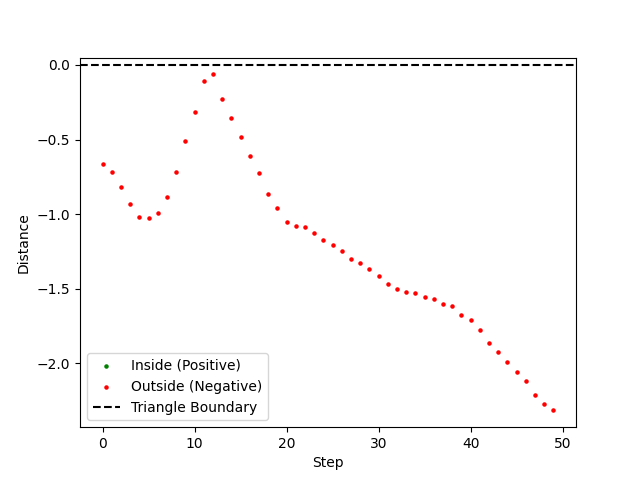 0.0
−0.5
−1.0
−1.5
−2.0
Distance
Inside (Positive)
Outside (Negative)
Triangle Boundary
0 10 20 30 40 50
Step